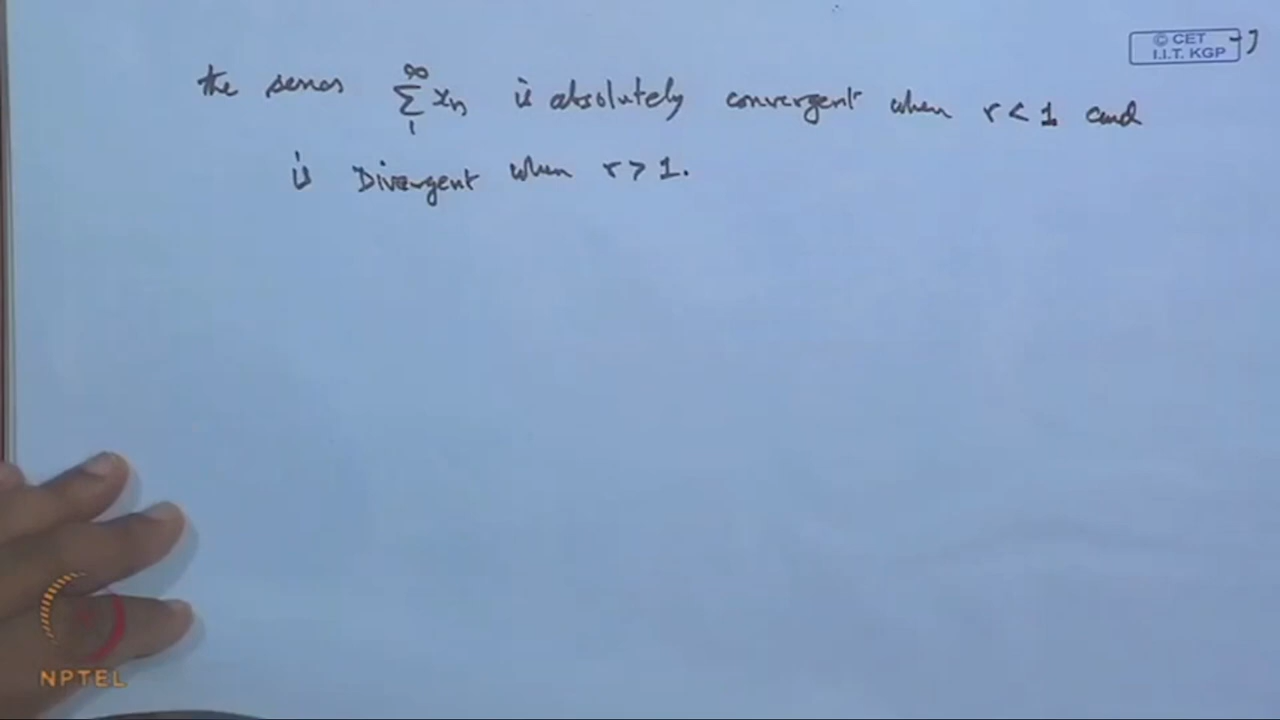 © CET
I.I.T. KGP
the series ∑₁^∞ xₙ is absolutely convergent when r < 1 and
is Divergent when r > 1.
NPTEL